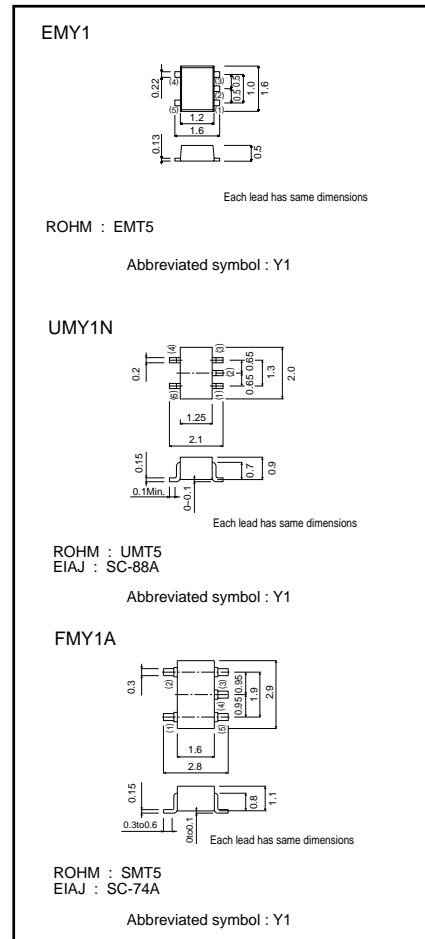 EMY1
0.22
(4)
(3)
(2)
(5)
(1)
0.5 0.5
1.0
1.6
1.2
1.6
0.13
0.5
Each lead has same dimensions
ROHM : EMT5
Abbreviated symbol : Y1
UMY1N
0.2
(4)
(3)
(2)
(6)
(1)
0.65 0.65
1.3
2.0
1.25
2.1
0.15
0.1Min.
0~0.1
0.7
0.9
Each lead has same dimensions
ROHM : UMT5
EIAJ : SC-88A
Abbreviated symbol : Y1
FMY1A
0.3
(2)
(3)
(4)
(1)
(5)
0.95 0.95
1.9
2.9
1.6
2.8
0.15
0.3to0.6
0to0.1
0.8
1.1
Each lead has same dimensions
ROHM : SMT5
EIAJ : SC-74A
Abbreviated symbol : Y1